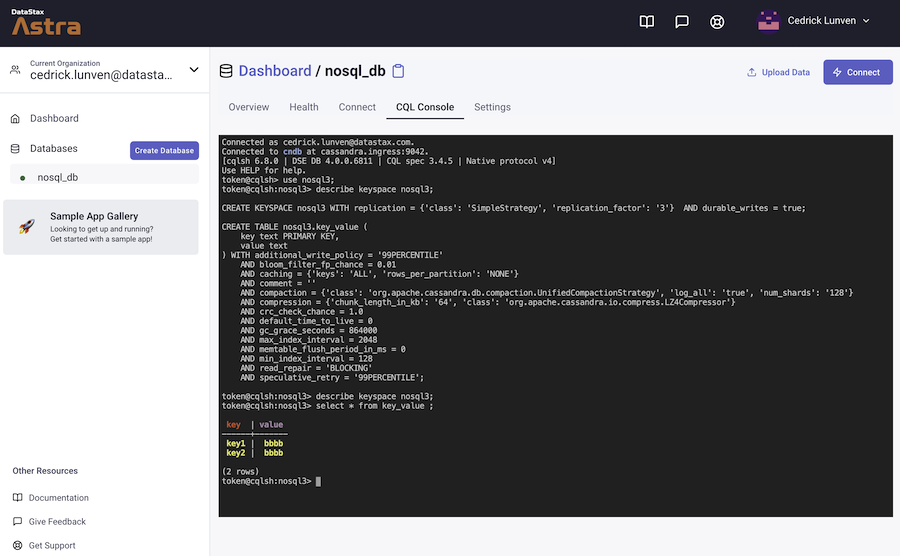 DataStax
Astra
Cedrick Lunven
Current Organization
cedrick.lunven@datasta...
Dashboard / nosql_db
Upload Data
Connect
Overview
Health
Connect
CQL Console
Settings
Dashboard
Databases
Create Database
nosql_db
Sample App Gallery
Looking to get up and running?
Get started with a sample app!
Connected as cedrick.lunven@datastax.com.
Connected to cndb at cassandra.ingress:9042.
[cqlsh 6.8.0 | DSE DB 4.0.0.6811 | CQL spec 3.4.5 | Native protocol v4]
Use HELP for help.
token@cqlsh> use nosql3;
token@cqlsh:nosql3> describe keyspace nosql3;
CREATE KEYSPACE nosql3 WITH replication = {'class': 'SimpleStrategy', 'replication_factor': '3'}  AND durable_writes = true;
CREATE TABLE nosql3.key_value (
    key text PRIMARY KEY,
    value text
) WITH additional_write_policy = '99PERCENTILE'
    AND bloom_filter_fp_chance = 0.01
    AND caching = {'keys': 'ALL', 'rows_per_partition': 'NONE'}
    AND comment = ''
    AND compaction = {'class': 'org.apache.cassandra.db.compaction.UnifiedCompactionStrategy', 'log_all': 'true', 'num_shards': '128'}
    AND compression = {'chunk_length_in_kb': '64', 'class': 'org.apache.cassandra.io.compress.LZ4Compressor'}
    AND crc_check_chance = 1.0
    AND default_time_to_live = 0
    AND gc_grace_seconds = 864000
    AND max_index_interval = 2048
    AND memtable_flush_period_in_ms = 0
    AND min_index_interval = 128
    AND read_repair = 'BLOCKING'
    AND speculative_retry = '99PERCENTILE';
token@cqlsh:nosql3> describe keyspace nosql3;
token@cqlsh:nosql3> select * from key_value ;
key | value
key1 | bbbb
key2 | bbbb
(2 rows)
token@cqlsh:nosql3>
Other Resources
Documentation
Give Feedback
Get Support